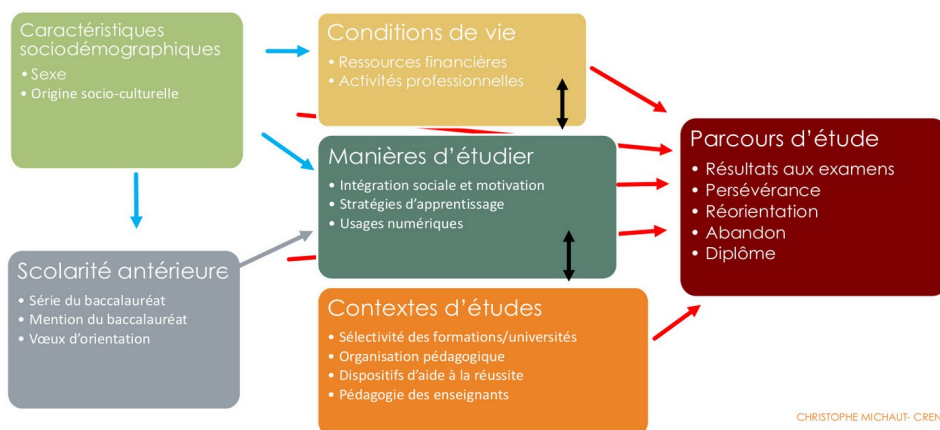 Caractéristiques
sociodémographiques
• Sexe
• Origine socio-culturelle
Conditions de vie
• Ressources financières
• Activités professionnelles
Manières d'étudier
• Intégration sociale et motivation
• Stratégies d'apprentissage
• Usages numériques
Parcours d'étude
• Résultats aux examens
• Persévérance
• Réorientation
• Abandon
• Diplôme
Scolarité antérieure
• Série du baccalauréat
• Mention du baccalauréat
• Vœux d'orientation
Contextes d'études
• Sélectivité des formations/universités
• Organisation pédagogique
• Dispositifs d'aide à la réussite
• Pédagogie des enseignants
CHRISTOPHE MICHAUT- CREN